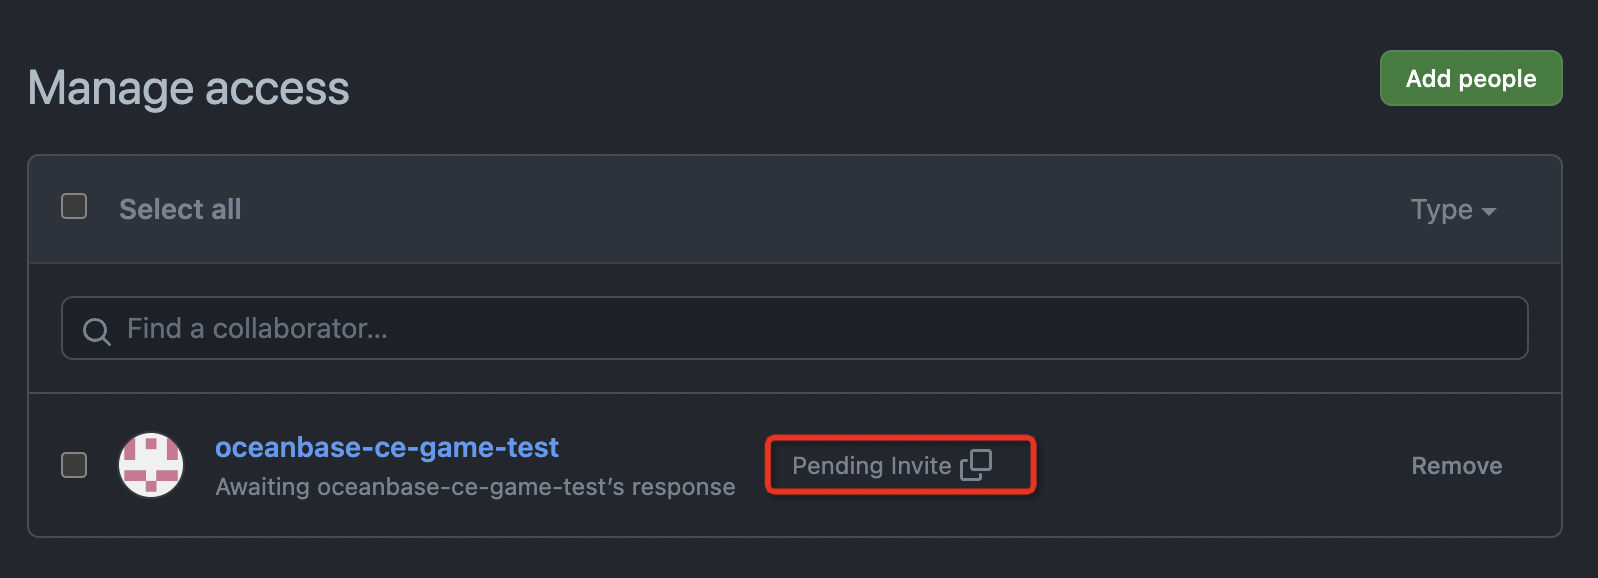 Manage access
Add people
Select all
Type
Find a collaborator...
oceanbase-ce-game-test
Awaiting oceanbase-ce-game-test’s response
Pending Invite
Remove